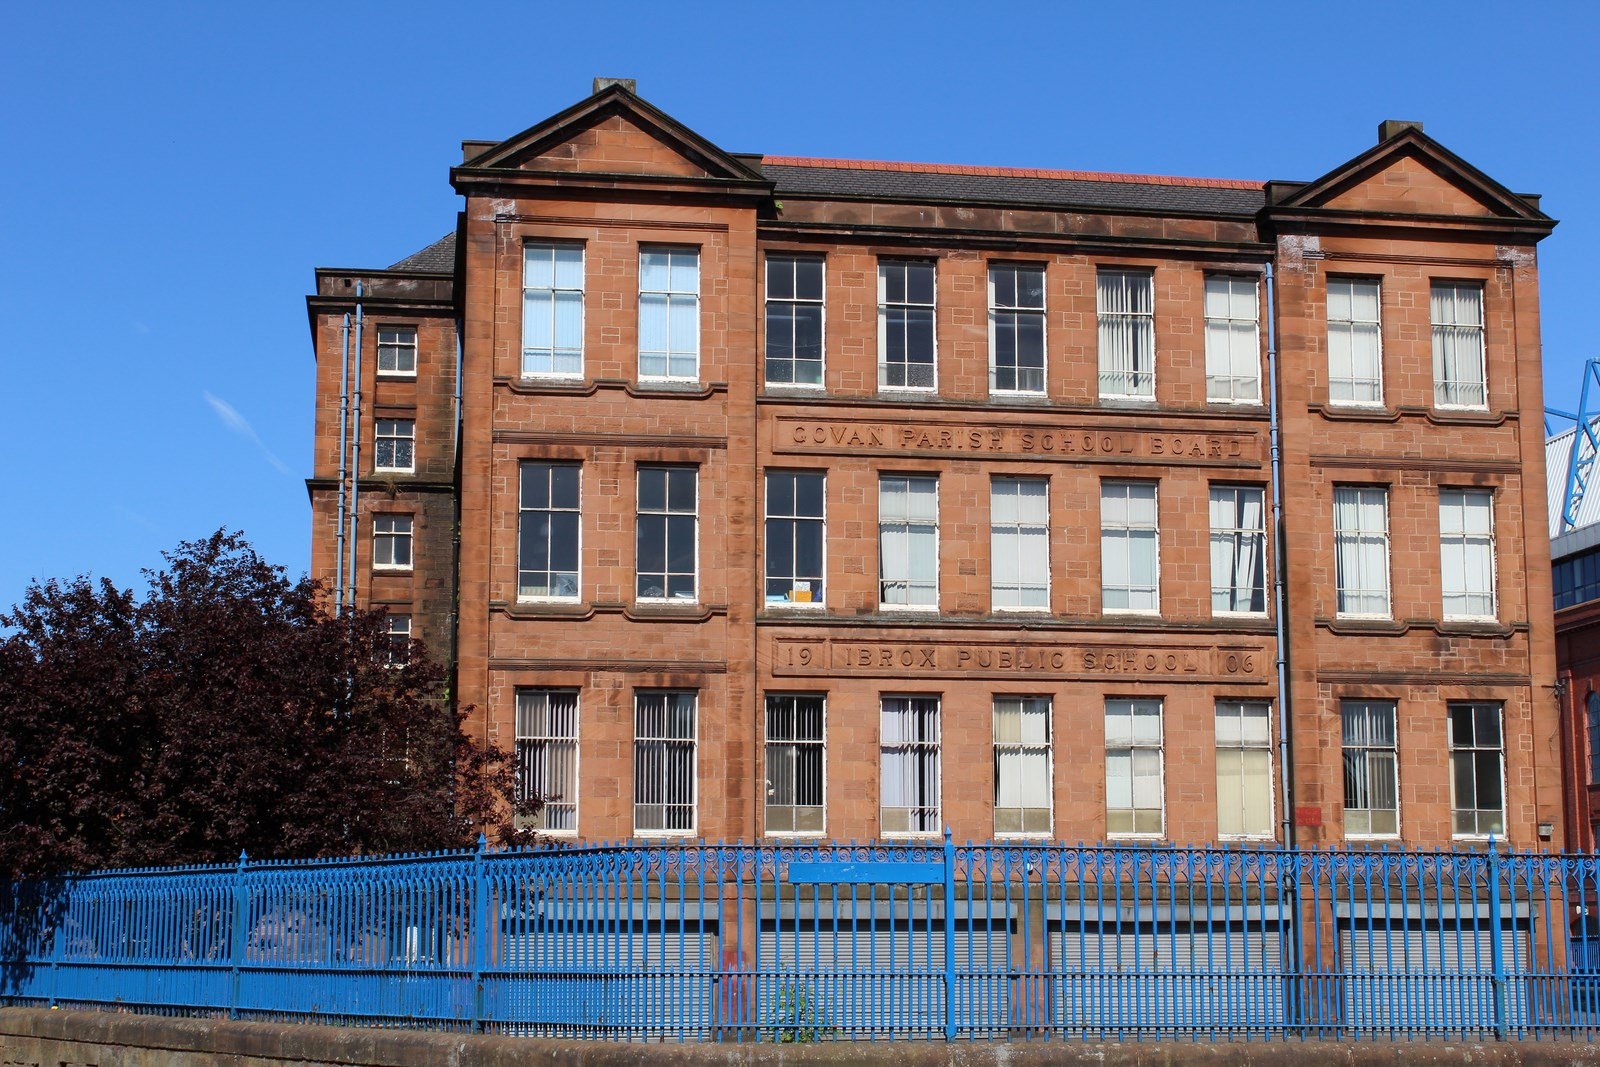 GOVAN PARISH SCHOOL BOARD
19 IBROX PUBLIC SCHOOL 06